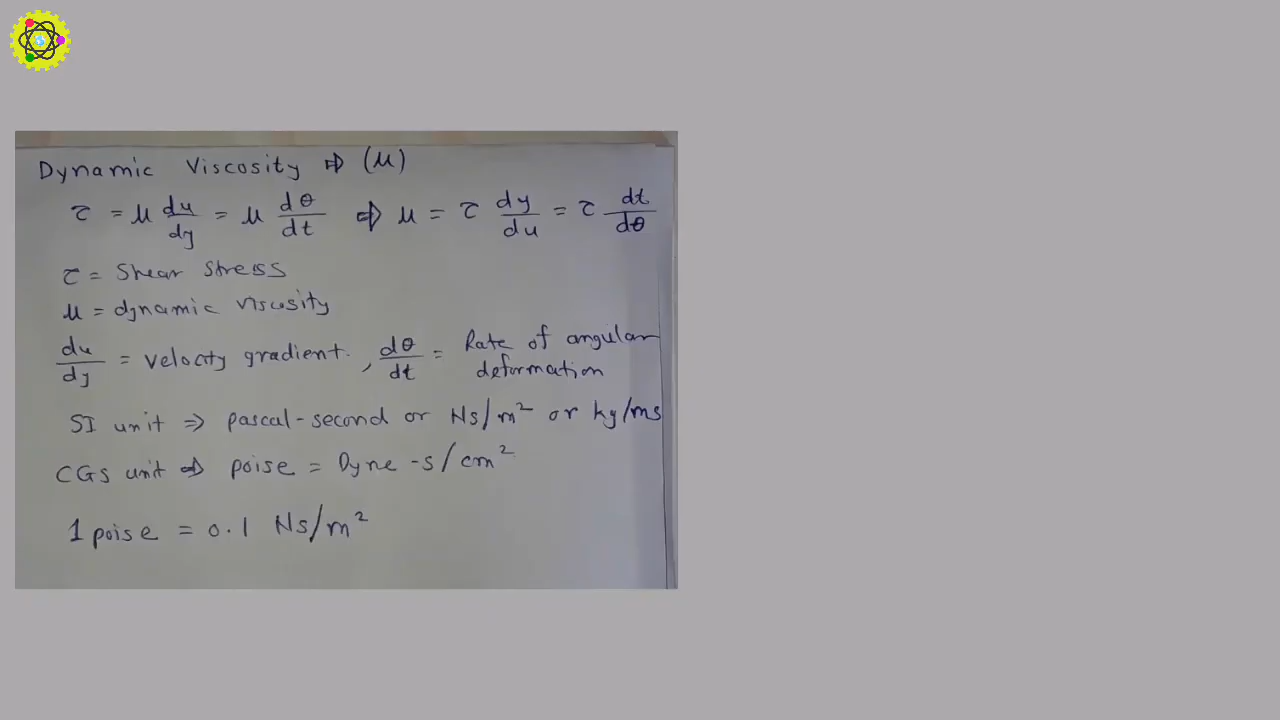 Dynamic Viscosity ⇒ (μ)
τ = μ du/dy = μ dθ/dt ⇒ μ = τ dy/du = τ dt/dθ
τ = Shear Stress
μ = dynamic viscosity
du/dy = velocity gradient, dθ/dt = Rate of angular deformation
SI unit ⇒ pascal-second or Ns/m² or kg/ms
CGS unit ⇒ poise = Dyne-s/cm²
1 poise = 0.1 Ns/m²